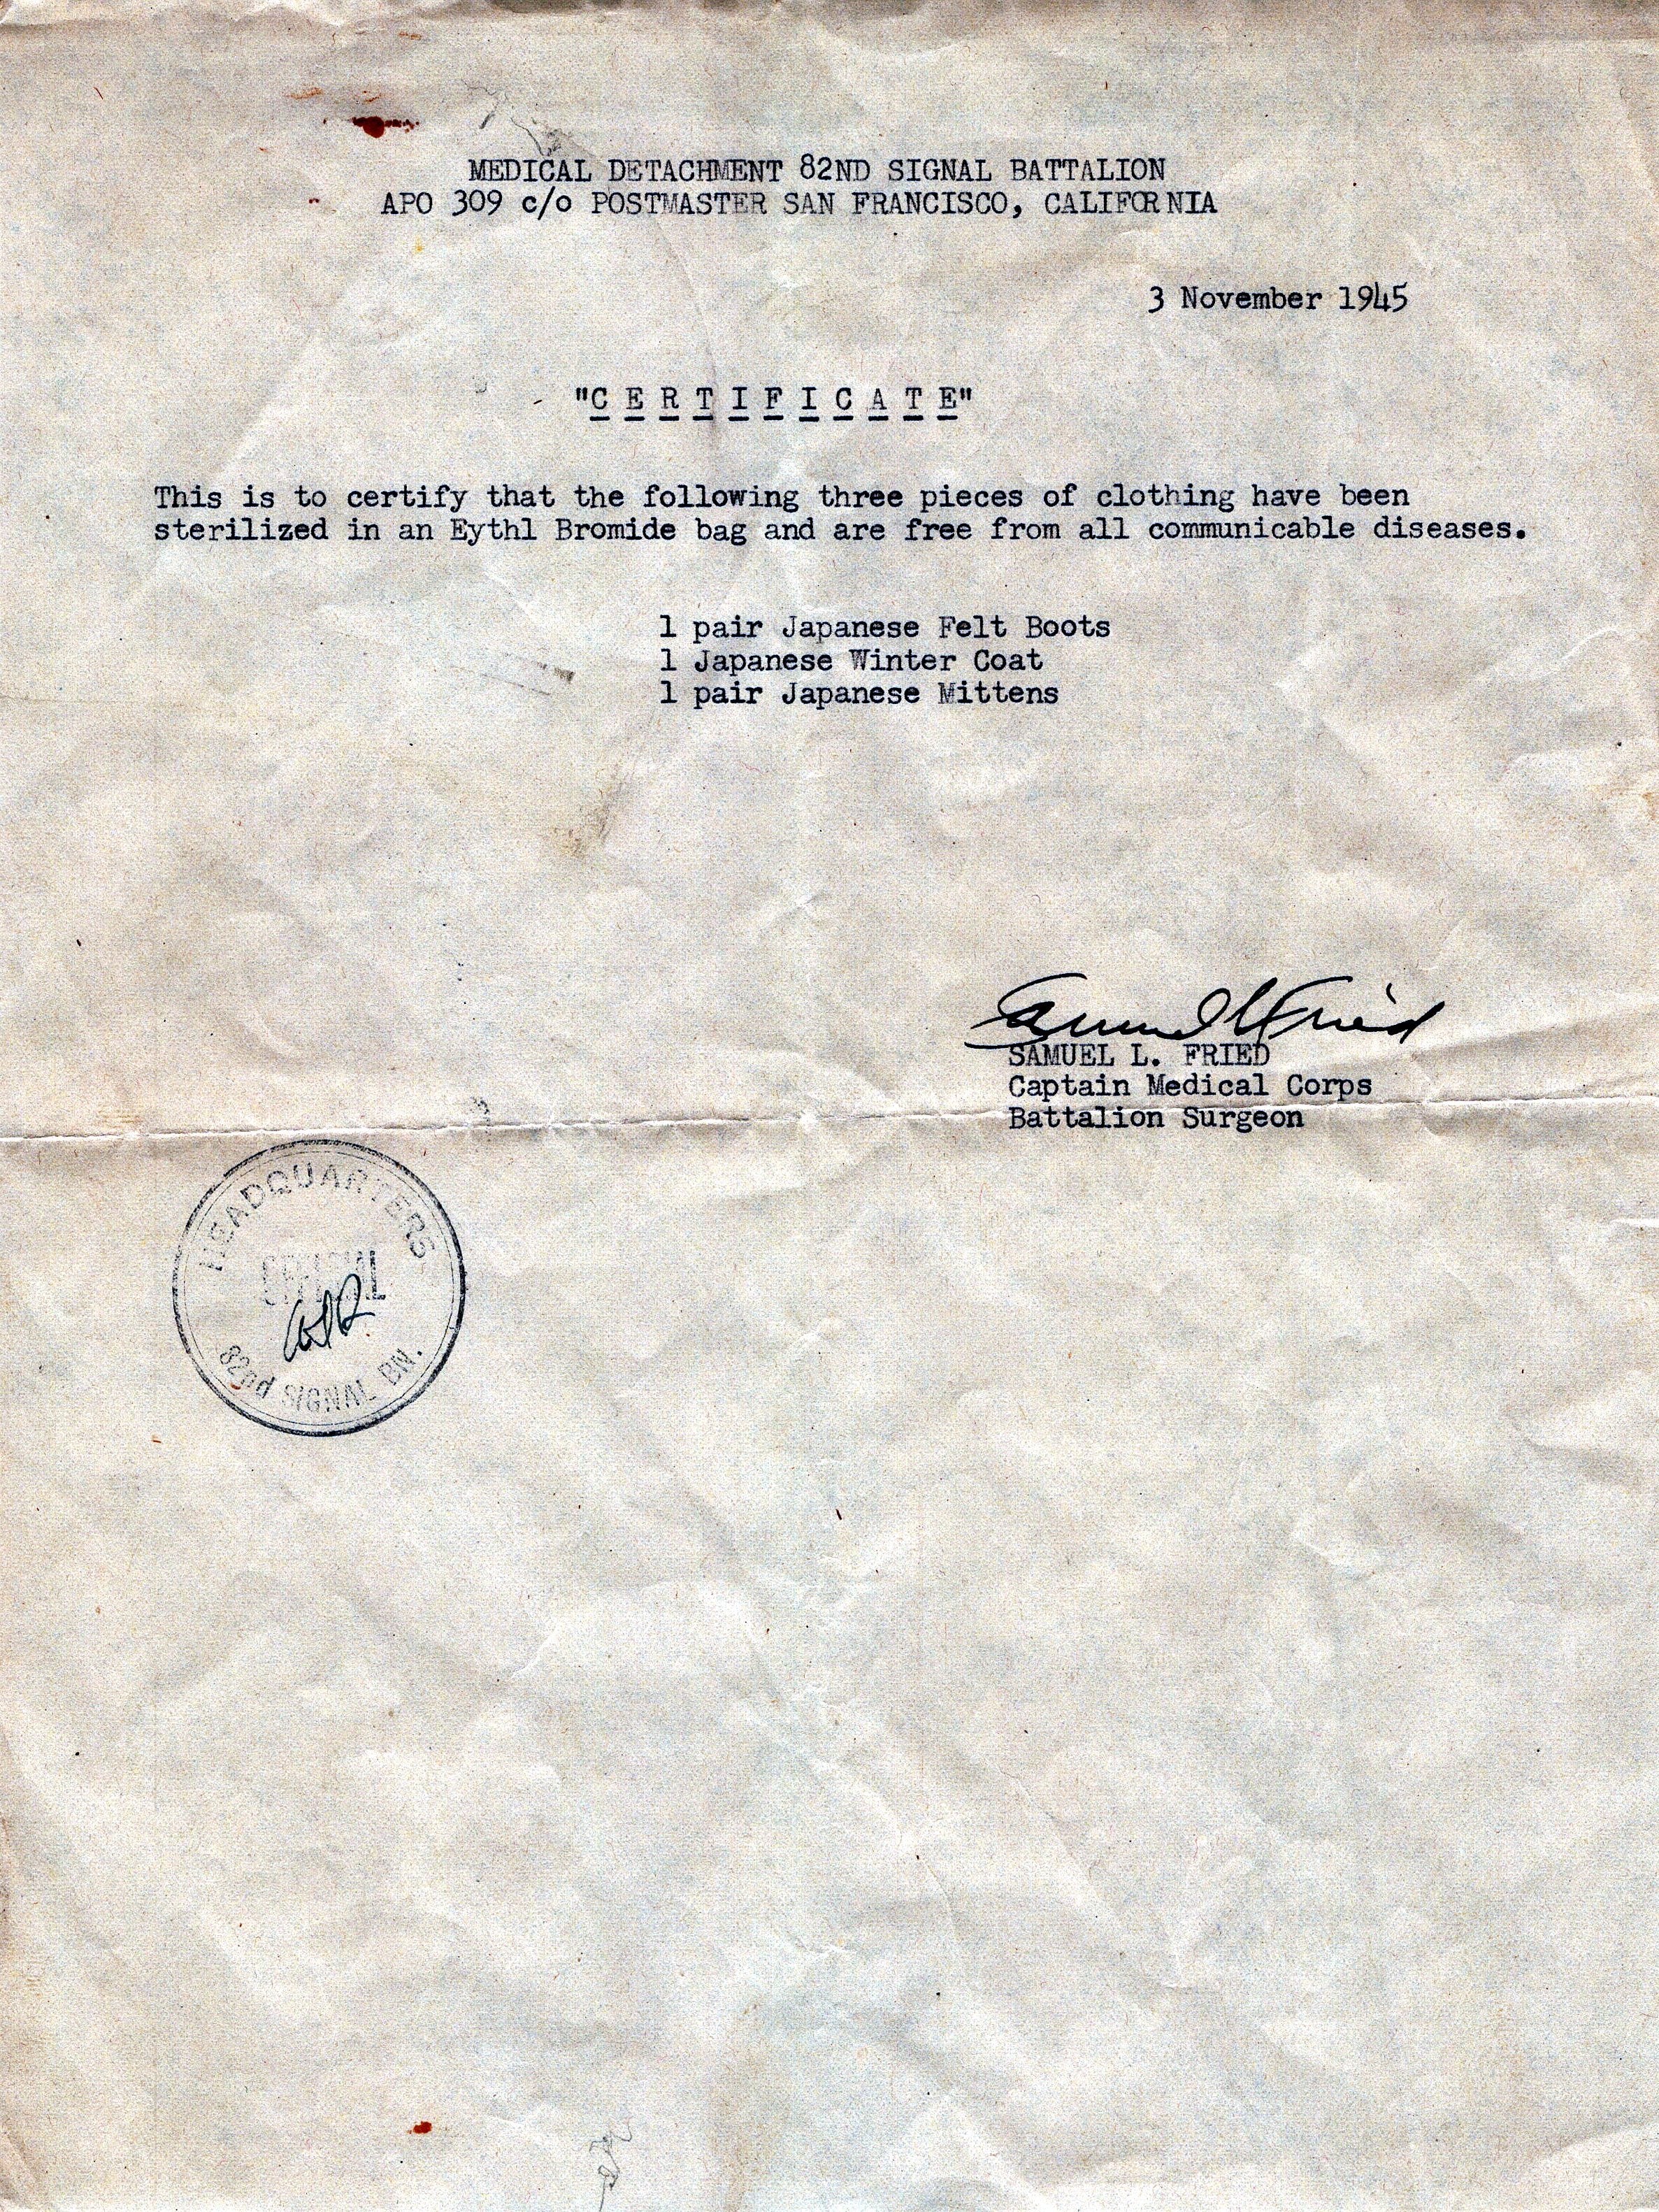 MEDICAL DETACHMENT 82ND SIGNAL BATTALION
APO 309 c/o POSTMASTER SAN FRANCISCO, CALIFORNIA
3 November 1945
"C E R T I F I C A T E"
This is to certify that the following three pieces of clothing have been
sterilized in an Eythl Bromide bag and are free from all communicable diseases.
1 pair Japanese Felt Boots
1 Japanese Winter Coat
1 pair Japanese Mittens
Samuel L Fried
SAMUEL L. FRIED
Captain Medical Corps
Battalion Surgeon
HEADQUARTERS
OFFICIAL
82nd SIGNAL BN.